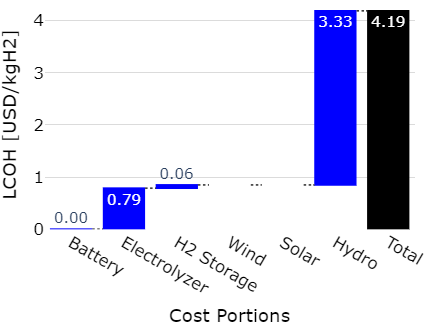 LCOH [USD/kgH2]
4
3
2
1
0
0.00
0.79
0.06
3.33
4.19
Battery
Electrolyzer
H2 Storage
Wind
Solar
Hydro
Total
Cost Portions